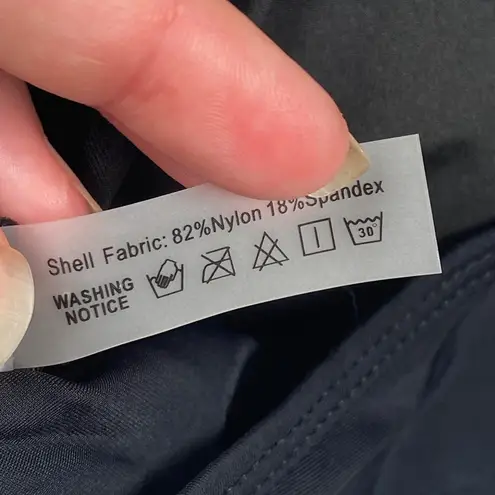 Shell Fabric: 82%Nylon 18%Spandex
WASHING
NOTICE
30°